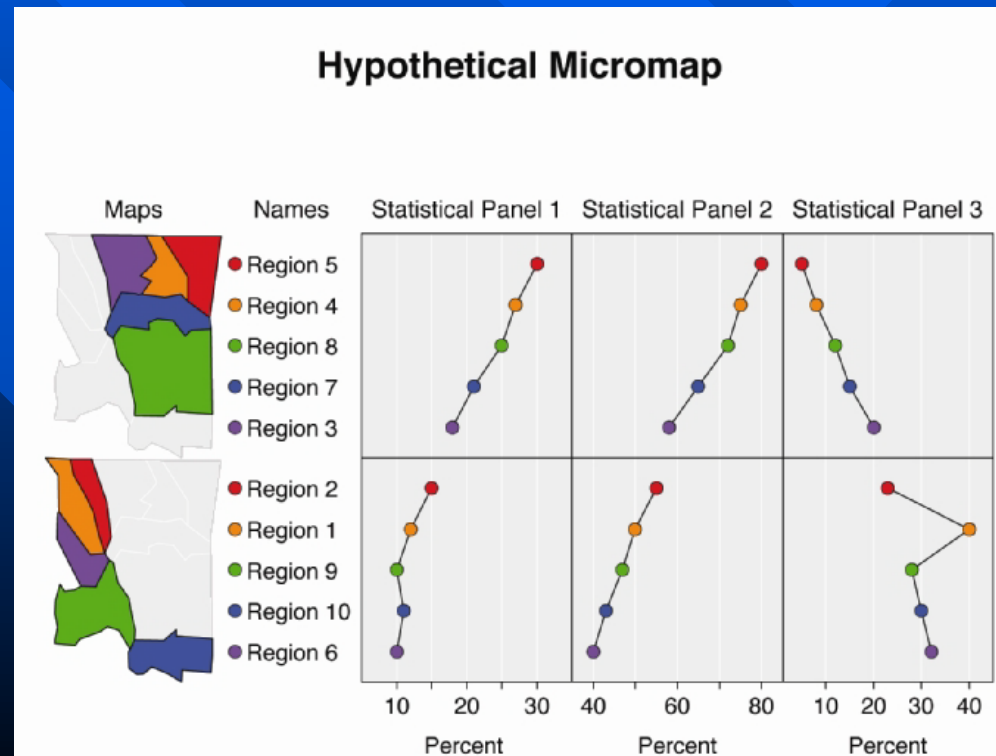 Hypothetical Micromap
Maps Names Statistical Panel 1 Statistical Panel 2 Statistical Panel 3
Region 5
Region 4
Region 8
Region 7
Region 3
Region 2
Region 1
Region 9
Region 10
Region 6
10 20 30 40 60 80 10 20 30 40
Percent Percent Percent